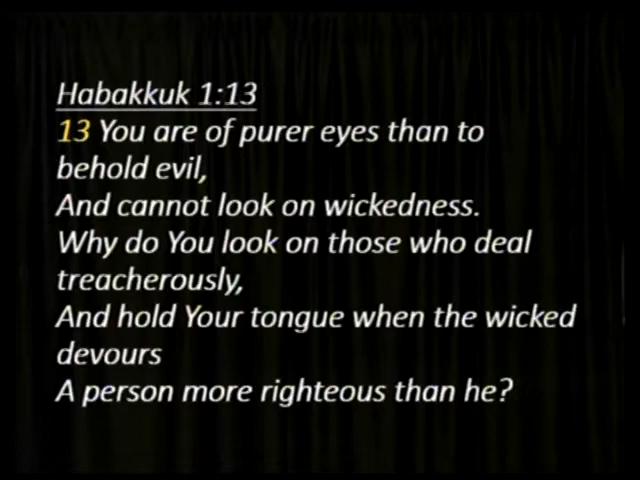 Habakkuk 1:13
13 You are of purer eyes than to
behold evil,
And cannot look on wickedness.
Why do You look on those who deal
treacherously,
And hold Your tongue when the wicked
devours
A person more righteous than he?